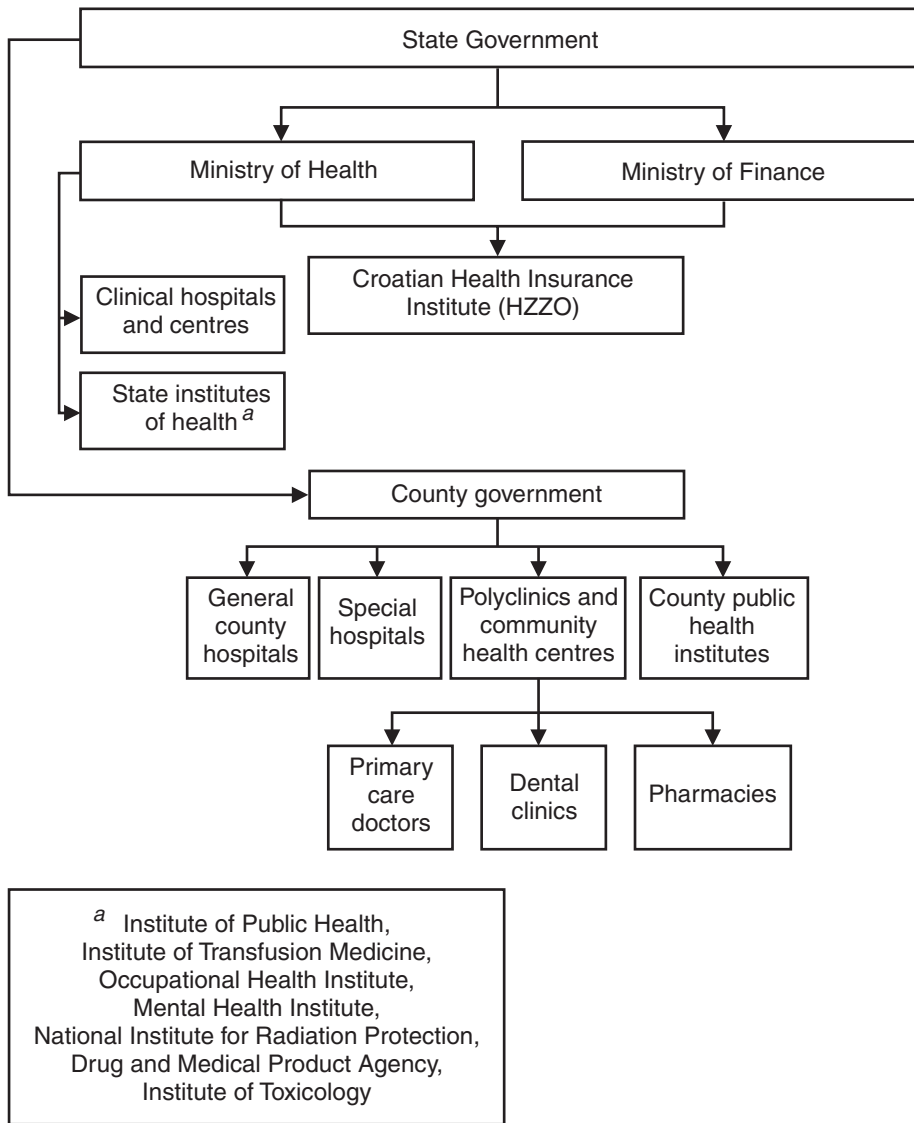 State Government
Ministry of Health
Ministry of Finance
Croatian Health Insurance
Institute (HZZO)
Clinical hospitals
and centres
State institutes
of health a
County government
General
county
hospitals
Special
hospitals
Polyclinics and
community
health centres
County public
health
institutes
Primary
care
doctors
Dental
clinics
Pharmacies
a Institute of Public Health,
Institute of Transfusion Medicine,
Occupational Health Institute,
Mental Health Institute,
National Institute for Radiation Protection,
Drug and Medical Product Agency,
Institute of Toxicology